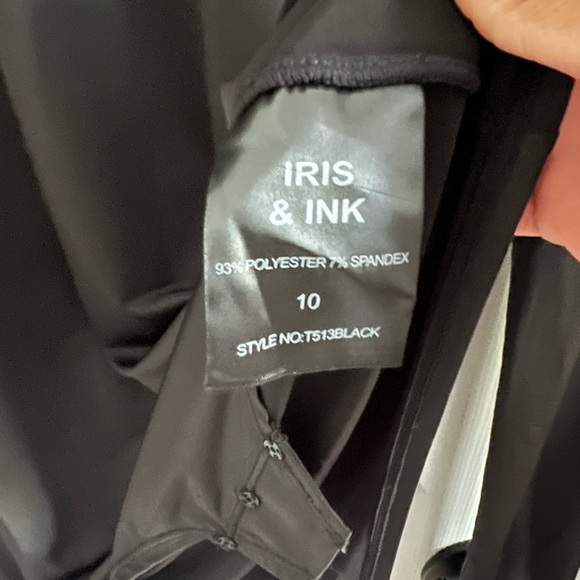 IRIS
& INK
93% POLYESTER 7% SPANDEX
10
STYLE NO:T513BLACK